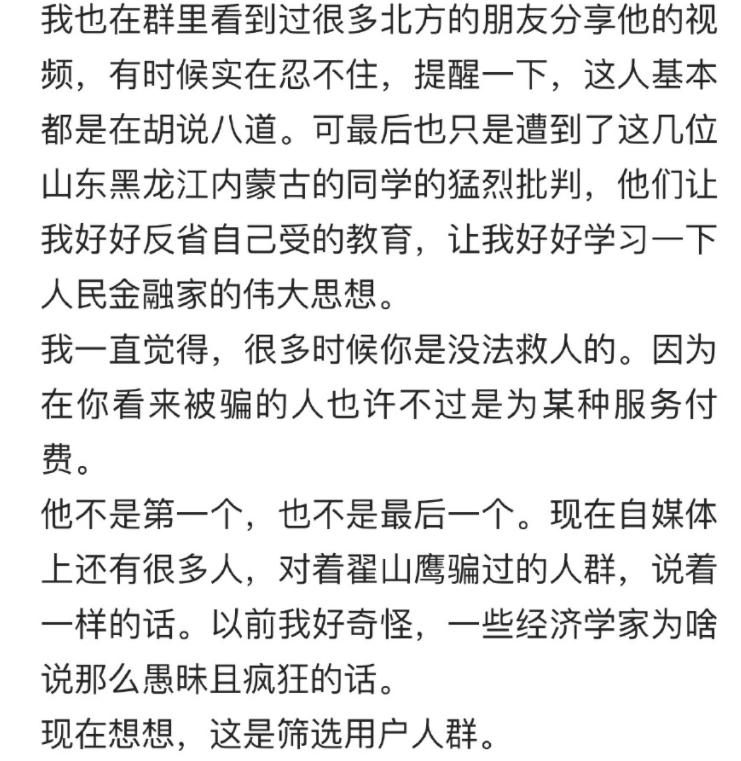 我也在群里看到过很多北方的朋友分享他的视
频，有时候实在忍不住，提醒一下，这人基本
都是在胡说八道。可最后也只是遭到了这几位
山东黑龙江内蒙古的同学的猛烈批判，他们让
我好好反省自己受的教育，让我好好学习一下
人民金融家的伟大思想。
我一直觉得，很多时候你是没法救人的。因为
在你看来被骗的人也许不过是为某种服务付
费。
他不是第一个，也不是最后一个。现在自媒体
上还有很多人，对着翟山鹰骗过的人群，说着
一样的话。以前我好奇怪，一些经济学家为啥
说那么愚昧且疯狂的话。
现在想想，这是筛选用户人群。